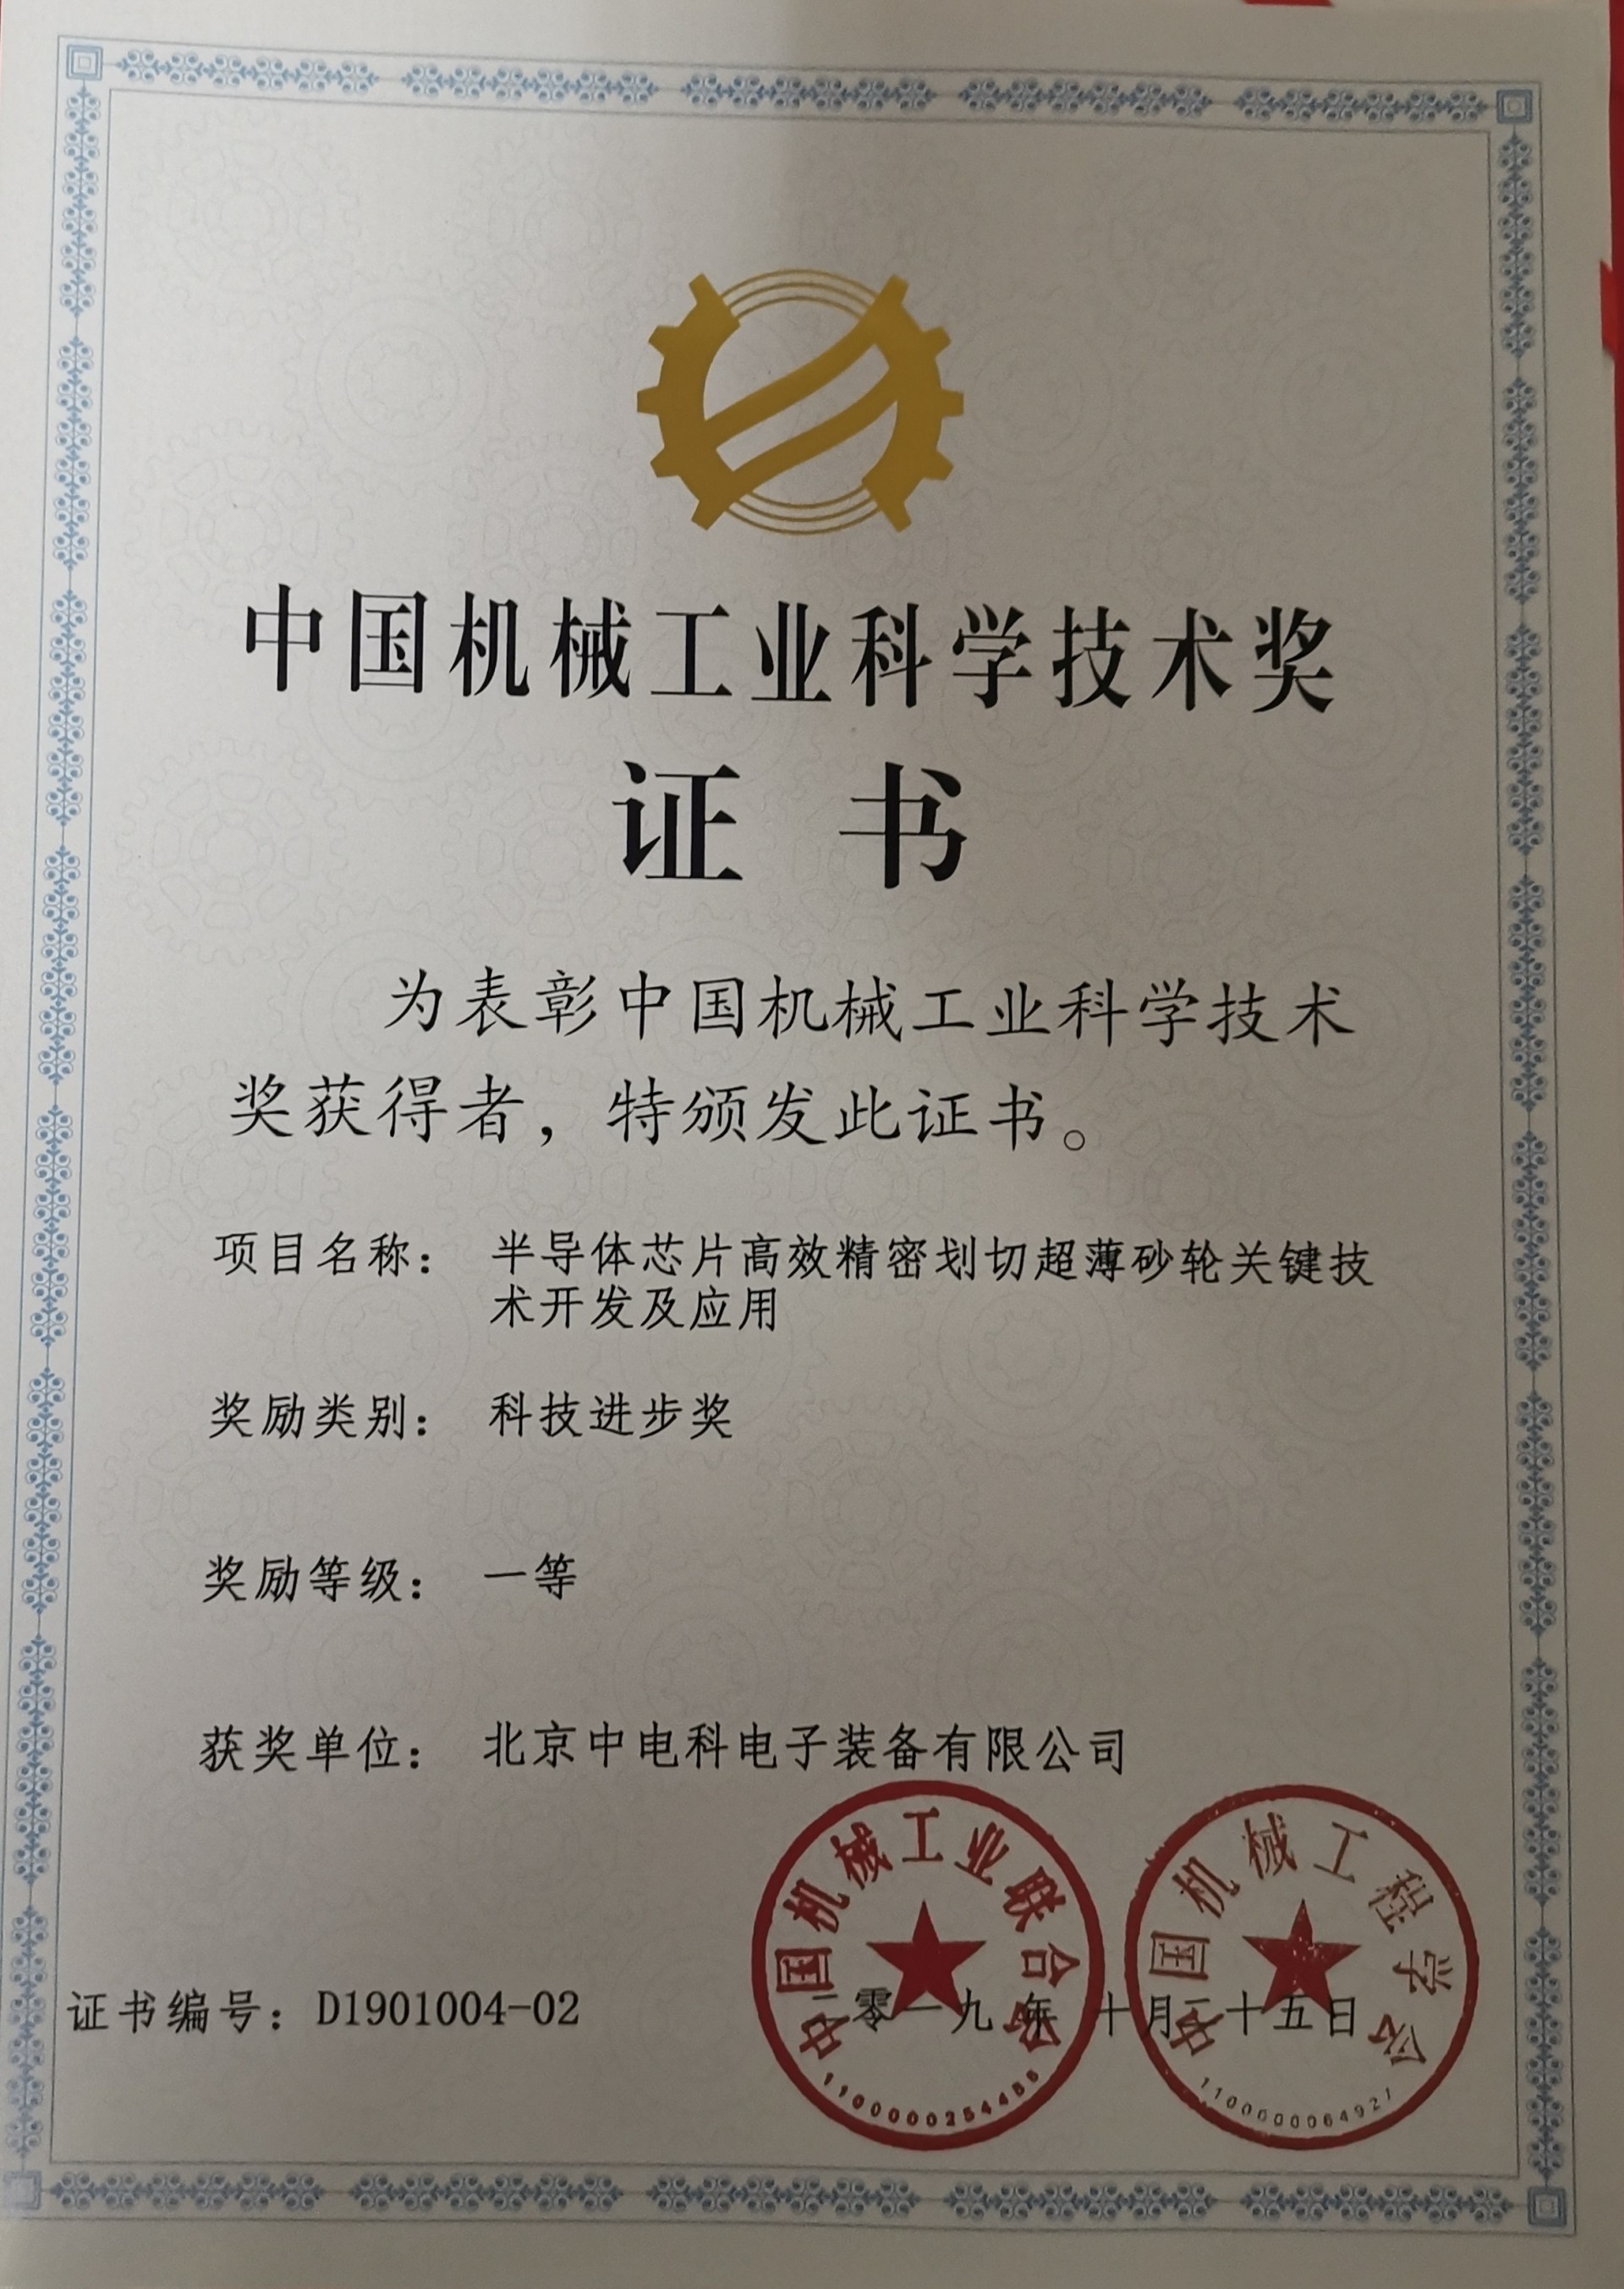 中国机械工业科学技术奖
证书
为表彰中国机械工业科学技术
奖获得者，特颁发此证书。
项目名称：半导体芯片高效精密划切超薄砂轮关键技
术开发及应用
奖励类别：科技进步奖
奖励等级：一等
获奖单位：北京中电科电子装备有限公司
证书编号：D1901004-02
二零一九年十月二十五日
中国机械工业联合会
中国机械工程学会
1100000064927